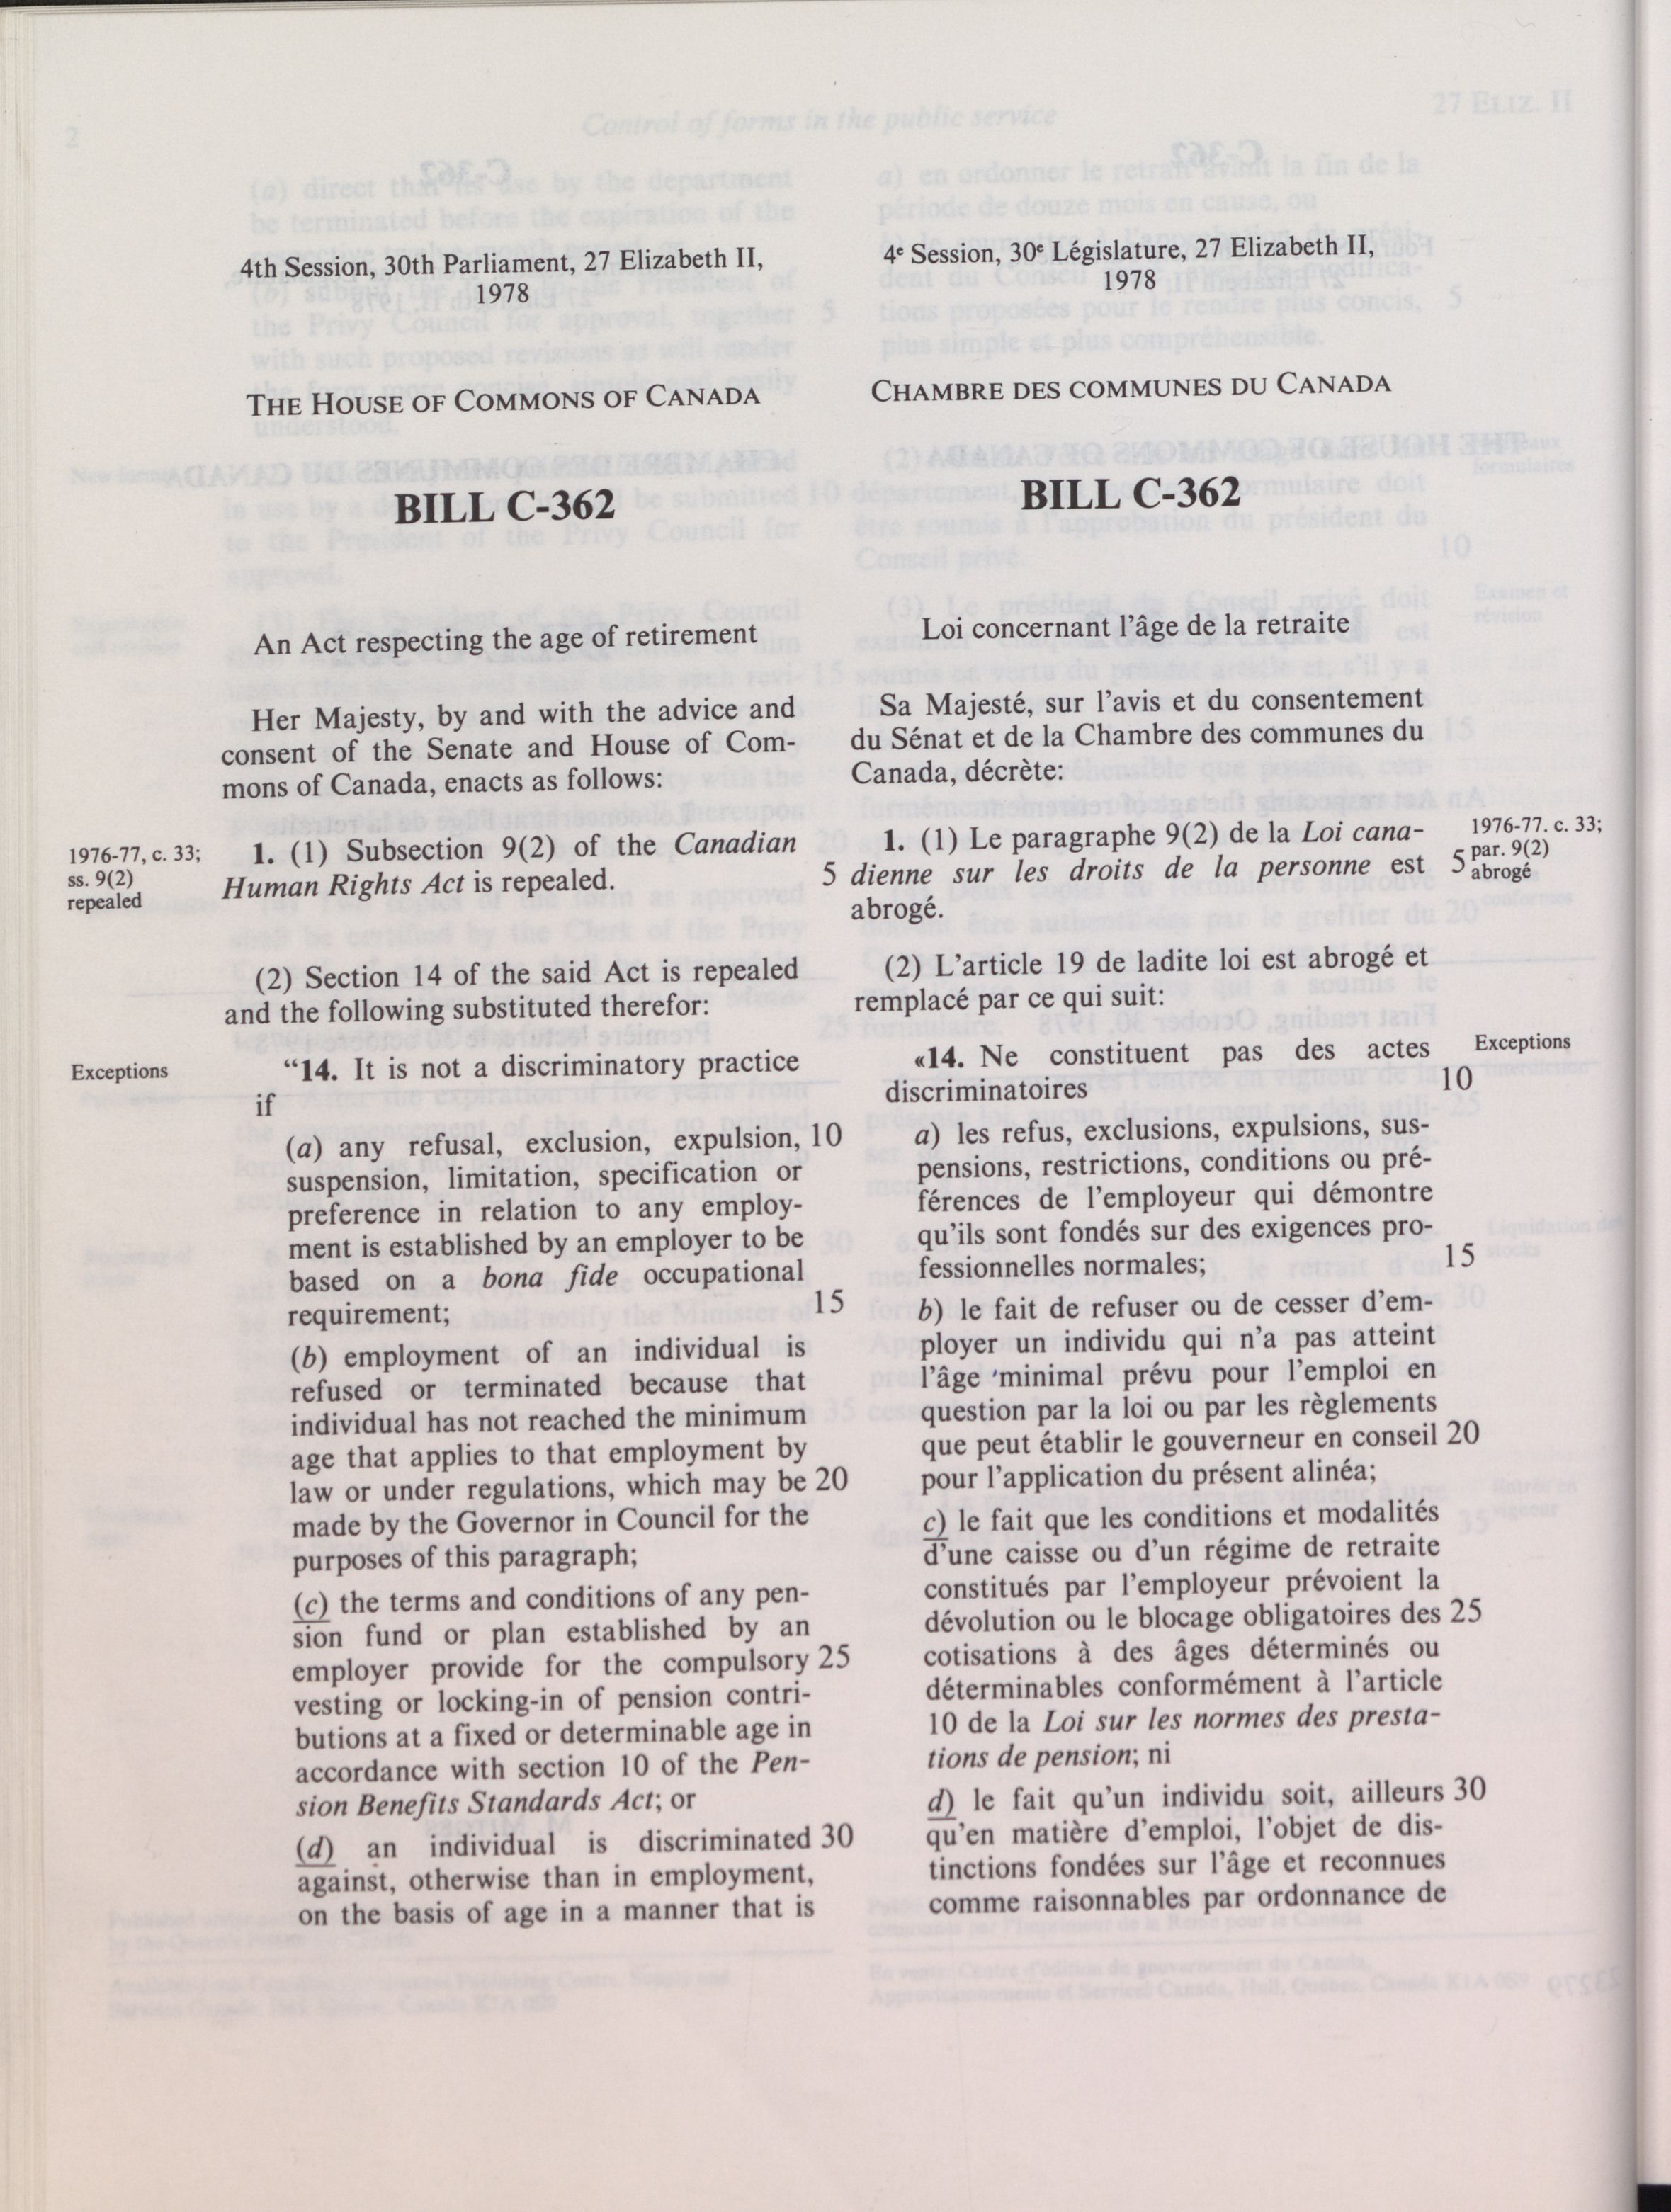 4th Session, 30th Parliament, 27 Elizabeth II,
1978
THE HOUSE OF COMMONS OF CANADA
BILL C-362
An Act respecting the age of retirement
Her Majesty, by and with the advice and
consent of the Senate and House of Com-
mons of Canada, enacts as follows:
1976-77, c. 33;
ss. 9(2)
repealed
1. (1) Subsection 9(2) of the Canadian
Human Rights Act is repealed. 5
(2) Section 14 of the said Act is repealed
and the following substituted therefor:
Exceptions
“14. It is not a discriminatory practice
if
(a) any refusal, exclusion, expulsion, 10
suspension, limitation, specification or
preference in relation to any employ-
ment is established by an employer to be
based on a bona fide occupational
requirement; 15
(b) employment of an individual is
refused or terminated because that
individual has not reached the minimum
age that applies to that employment by
law or under regulations, which may be 20
made by the Governor in Council for the
purposes of this paragraph;
(c) the terms and conditions of any pen-
sion fund or plan established by an
employer provide for the compulsory 25
vesting or locking-in of pension contri-
butions at a fixed or determinable age in
accordance with section 10 of the Pen-
sion Benefits Standards Act; or
(d) an individual is discriminated 30
against, otherwise than in employment,
on the basis of age in a manner that is
4e Session, 30e Législature, 27 Elizabeth II,
1978
CHAMBRE DES COMMUNES DU CANADA
BILL C-362
Loi concernant l’âge de la retraite
Sa Majesté, sur l’avis et du consentement
du Sénat et de la Chambre des communes du
Canada, décrète:
1. (1) Le paragraphe 9(2) de la Loi cana-
dienne sur les droits de la personne est 5
abrogé.
1976-77. c. 33;
par. 9(2)
abrogé
(2) L’article 19 de ladite loi est abrogé et
remplacé par ce qui suit:
«14. Ne constituent pas des actes
discriminatoires 10
Exceptions
a) les refus, exclusions, expulsions, sus-
pensions, restrictions, conditions ou pré-
férences de l’employeur qui démontre
qu’ils sont fondés sur des exigences pro-
fessionnelles normales; 15
b) le fait de refuser ou de cesser d’em-
ployer un individu qui n’a pas atteint
l’âge minimal prévu pour l’emploi en
question par la loi ou par les règlements
que peut établir le gouverneur en conseil 20
pour l’application du présent alinéa;
c) le fait que les conditions et modalités
d’une caisse ou d’un régime de retraite
constitués par l’employeur prévoient la
dévolution ou le blocage obligatoires des 25
cotisations à des âges déterminés ou
déterminables conformément à l’article
10 de la Loi sur les normes des presta-
tions de pension; ni
d) le fait qu’un individu soit, ailleurs 30
qu’en matière d’emploi, l’objet de dis-
tinctions fondées sur l’âge et reconnues
comme raisonnables par ordonnance de